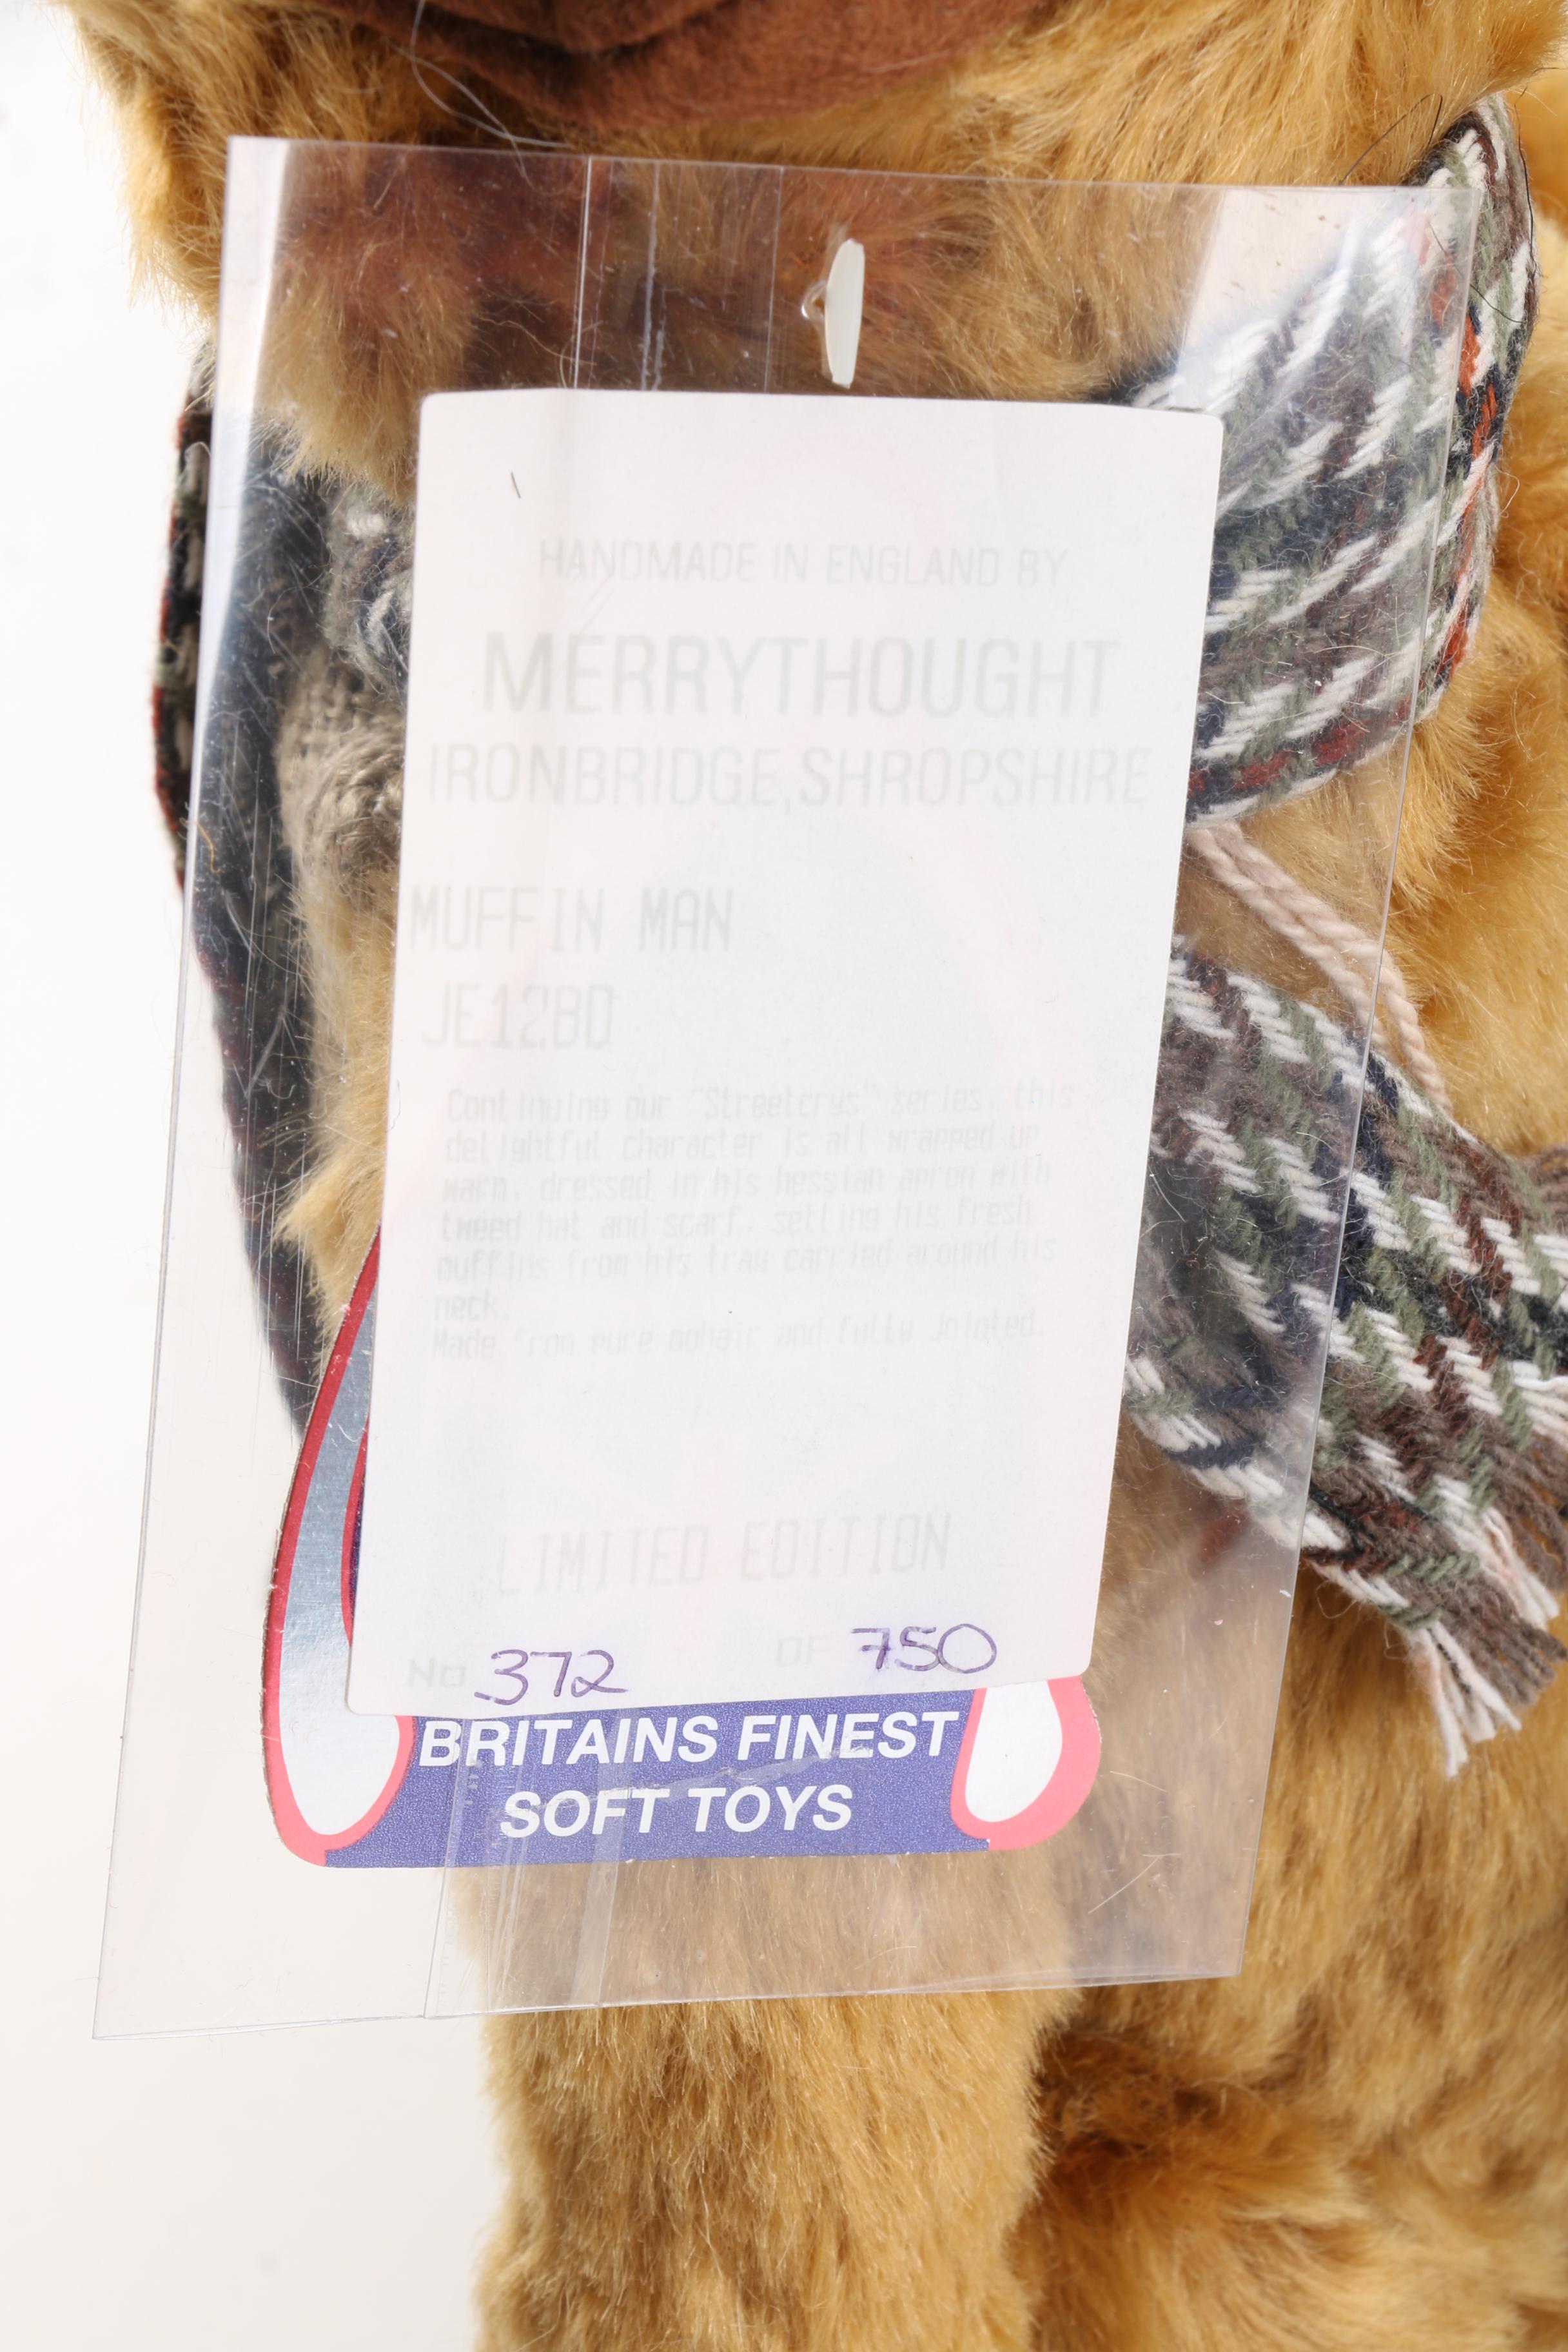 HANDMADE IN ENGLAND BY
MERRYTHOUGHT
IRONBRIDGE,SHROPSHIRE
MUFFIN MAN
JE12BD
Continuing our "Streetcrys" series, this
delightful character is all wrapped up
warm, dressed in his hessian apron with
tweed hat and scarf, selling his fresh
muffins from his tray carried around his
neck.
Made from pure mohair and fully jointed.
LIMITED EDITION
No 372 OF 750
BRITAINS FINEST
SOFT TOYS